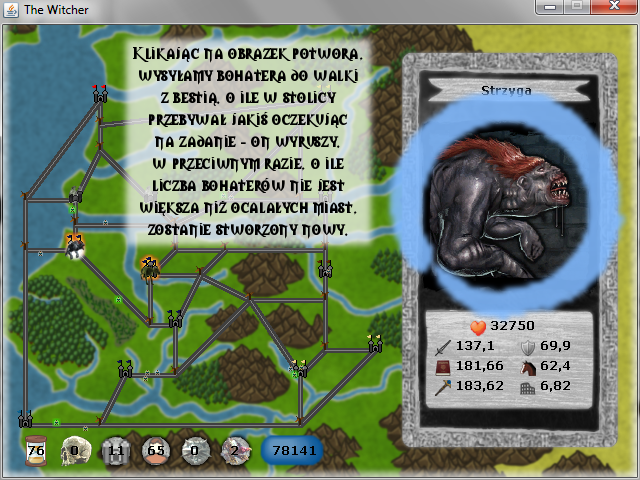 The Witcher
Klikając na obrazek potwora,
wysyłamy bohatera do walki
z bestią, o ile w stolicy
przebywał jakiś oczekując
na zadanie - on wyruszy,
w przeciwnym razie, o ile
liczba bohaterów nie jest
większa niż ocalałych miast,
zostanie stworzony nowy.
Strzyga
32750
137,1 69,9
181,66 62,4
183,62 6,82
76 0 11 65 0 2 78141